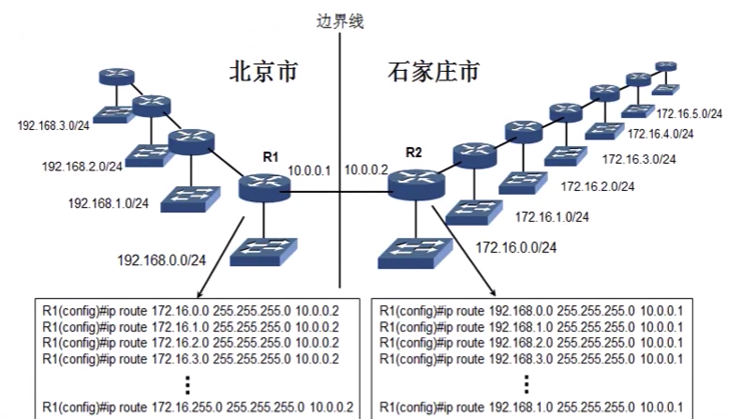 边界线
北京市
石家庄市
192.168.3.0/24
192.168.2.0/24
192.168.1.0/24
192.168.0.0/24
R1
10.0.0.1
10.0.0.2
R2
172.16.5.0/24
172.16.4.0/24
172.16.3.0/24
172.16.2.0/24
172.16.1.0/24
172.16.0.0/24
R1(config)#ip route 172.16.0.0 255.255.255.0 10.0.0.2
R1(config)#ip route 172.16.1.0 255.255.255.0 10.0.0.2
R1(config)#ip route 172.16.2.0 255.255.255.0 10.0.0.2
R1(config)#ip route 172.16.3.0 255.255.255.0 10.0.0.2
⋮
R1(config)#ip route 172.16.255.0 255.255.255.0 10.0.0.2
R1(config)#ip route 192.168.0.0 255.255.255.0 10.0.0.1
R1(config)#ip route 192.168.1.0 255.255.255.0 10.0.0.1
R1(config)#ip route 192.168.2.0 255.255.255.0 10.0.0.1
R1(config)#ip route 192.168.3.0 255.255.255.0 10.0.0.1
⋮
R1(config)#ip route 192.168.1.0 255.255.255.0 10.0.0.1